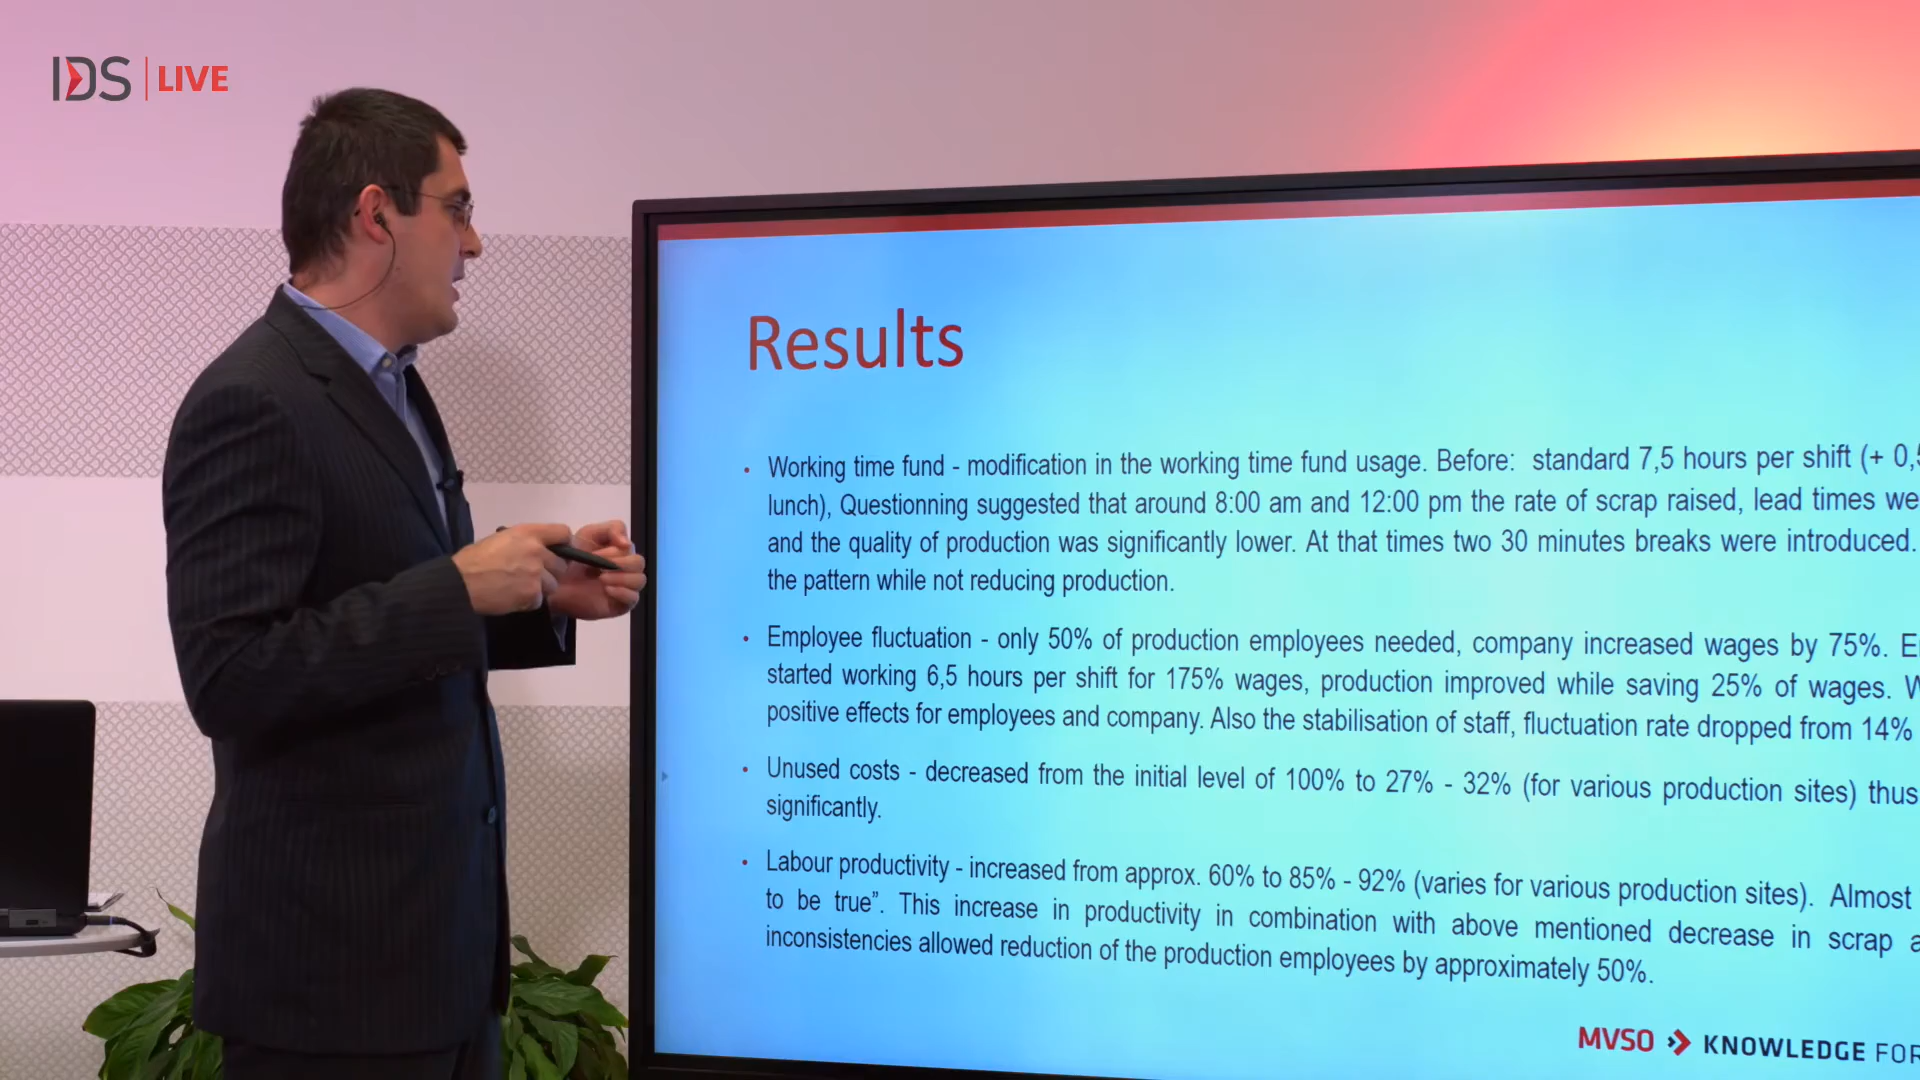 IDS | LIVE
Results
• Working time fund - modification in the working time fund usage. Before: standard 7,5 hours per shift (+ 0,5
lunch), Questionning suggested that around 8:00 am and 12:00 pm the rate of scrap raised, lead times
and the quality of production was significantly lower. At that times two 30 minutes breaks were introduced.
the pattern while not reducing production.
• Employee fluctuation - only 50% of production employees needed, company increased wages by 75%.
started working 6,5 hours per shift for 175% wages, production improved while saving 25% of wages.
positive effects for employees and company. Also the stabilisation of staff, fluctuation rate dropped from 14%
• Unused costs - decreased from the initial level of 100% to 27% - 32% (for various production sites) thus
significantly.
• Labour productivity - increased from approx. 60% to 85% - 92% (varies for various production sites). Almost
to be true”. This increase in productivity in combination with above mentioned decrease in scrap
inconsistencies allowed reduction of the production employees by approximately 50%.
MVSO KNOWLEDGE FOR